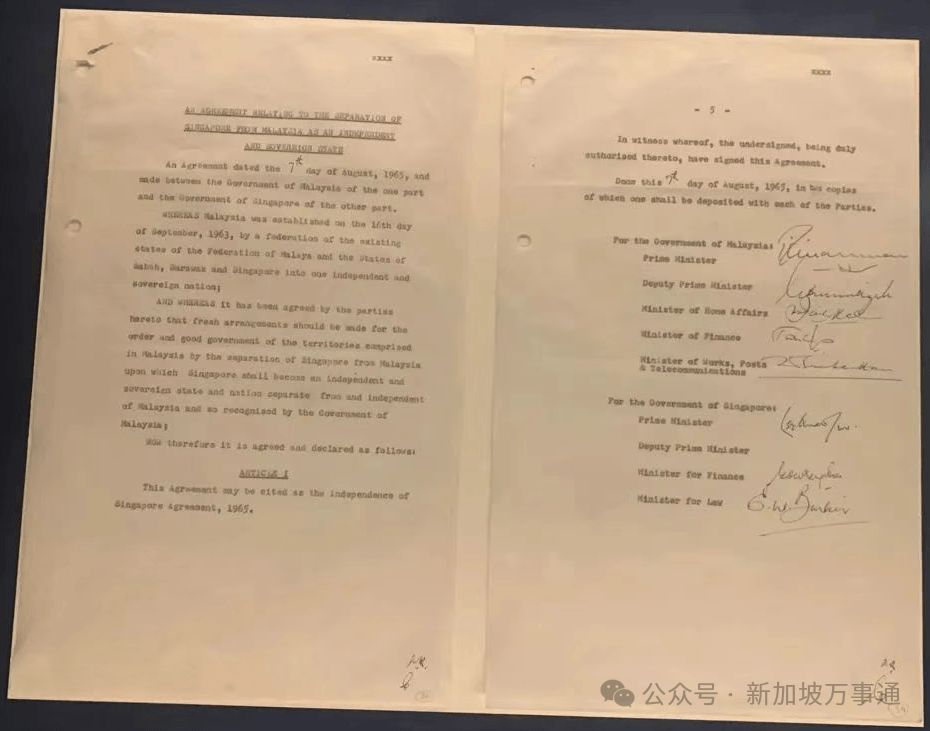 XXXX
AN AGREEMENT RELATING TO THE SEPARATION OF
SINGAPORE FROM MALAYSIA AS AN INDEPENDENT
AND SOVEREIGN STATE
An Agreement dated the 7th day of August, 1965, and
made between the Government of Malaysia of the one part
and the Government of Singapore of the other part.
WHEREAS Malaysia was established on the 16th day
of September, 1963, by a federation of the existing
states of the Federation of Malaya and the States of
Sabah, Sarawak and Singapore into one independent and
sovereign nation;
AND WHEREAS it has been agreed by the parties
hereto that fresh arrangements should be made for the
order and good government of the territories comprised
in Malaysia by the separation of Singapore from Malaysia
upon which Singapore shall become an independent and
sovereign state and nation separate from and independent
of Malaysia and so recognised by the Government of
Malaysia;
NOW therefore it is agreed and declared as follows:
ARTICLE I
This Agreement may be cited as the Independence of
Singapore Agreement, 1965.
XXXX
- 5 -
In witness whereof, the undersigned, being duly
authorised thereto, have signed this Agreement.
Done this 7th day of August, 1965, in two copies
of which one shall be deposited with each of the Parties.
For the Government of Malaysia:
Prime Minister
Deputy Prime Minister
Minister of Home Affairs
Minister of Finance
Minister of Works, Posts
& Telecommunications
For the Government of Singapore:
Prime Minister
Deputy Prime Minister
Minister for Finance
Minister for Law E. W. Barker
公众号 · 新加坡万事通